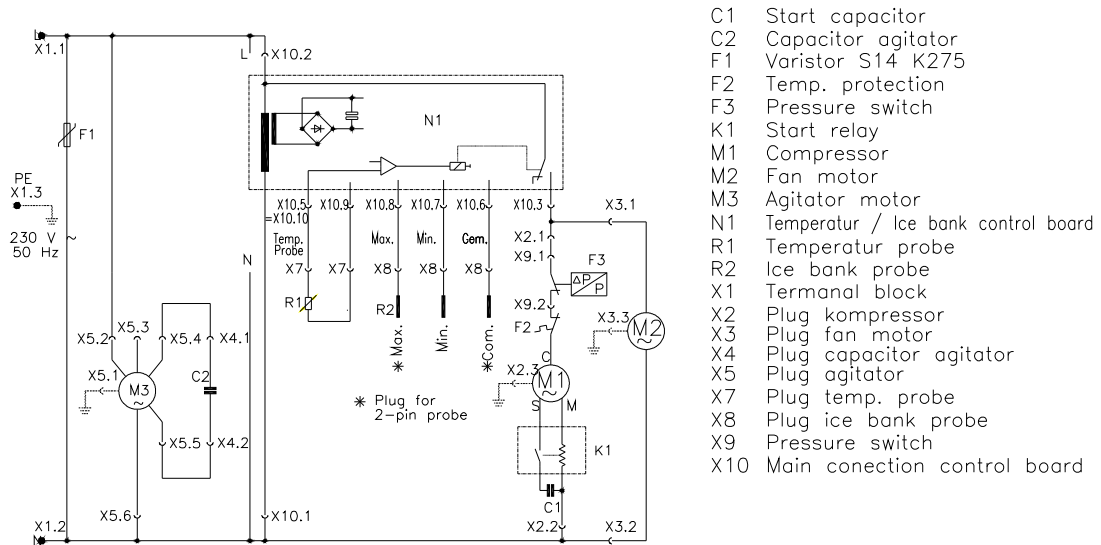 L
X1.1
L
X10.2
F1
N1
PE
X1.3
230 V ~
50 Hz
X10.5
=X10.10
X10.9
X10.8
X10.7
X10.6
X10.3
X3.1
Temp.
Probe
Max.
Min.
Com.
X2.1
X9.1
F3
ΔP
P
N
X7
X7
X8
X8
X8
R1
R2
Max.
Min.
Com.
X9.2
F2
X3.3
M2
~
X5.2
X5.3
X5.4
X4.1
X5.1
M3
~
C2
C
X2.3
M1
~
S
M
* Plug for
2-pin probe
*
*
X5.5
X4.2
K1
C1
X5.6
X10.1
X1.2
X2.2
X3.2
C1 Start capacitor
C2 Capacitor agitator
F1 Varistor S14 K275
F2 Temp. protection
F3 Pressure switch
K1 Start relay
M1 Compressor
M2 Fan motor
M3 Agitator motor
N1 Temperatur / Ice bank control board
R1 Temperatur probe
R2 Ice bank probe
X1 Termanal block
X2 Plug kompressor
X3 Plug fan motor
X4 Plug capacitor agitator
X5 Plug agitator
X7 Plug temp. probe
X8 Plug ice bank probe
X9 Pressure switch
X10 Main conection control board